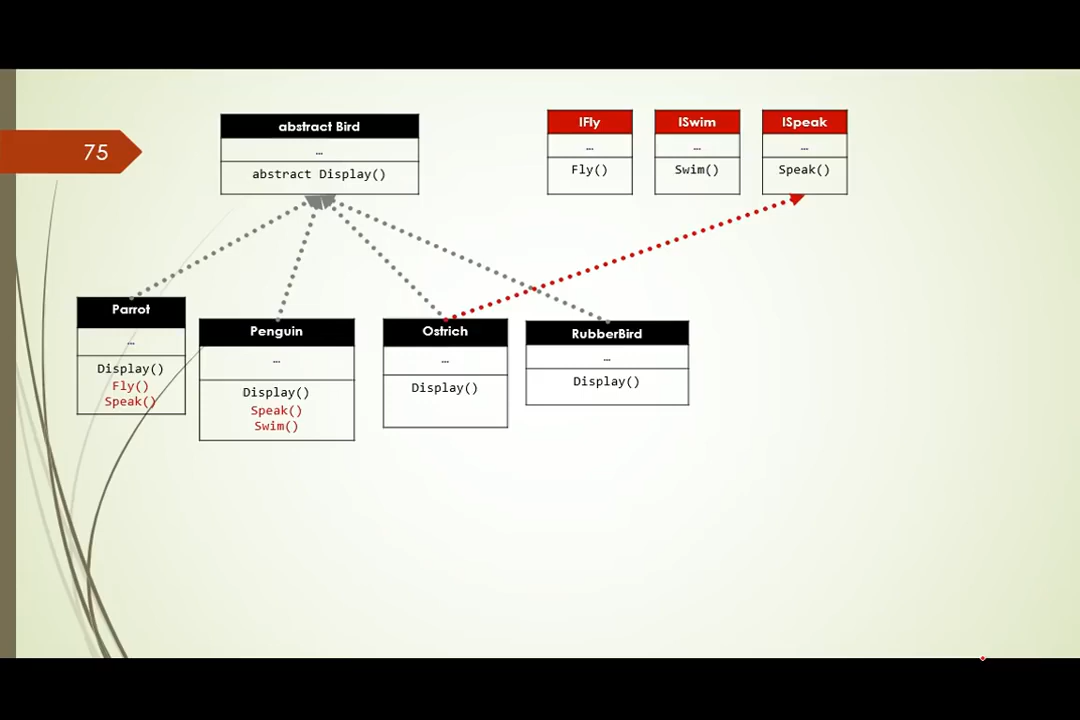 75
abstract Bird
…
abstract Display()
IFly
…
Fly()
ISwim
…
Swim()
ISpeak
…
Speak()
Parrot
…
Display()
Fly()
Speak()
Penguin
…
Display()
Speak()
Swim()
Ostrich
…
Display()
RubberBird
…
Display()